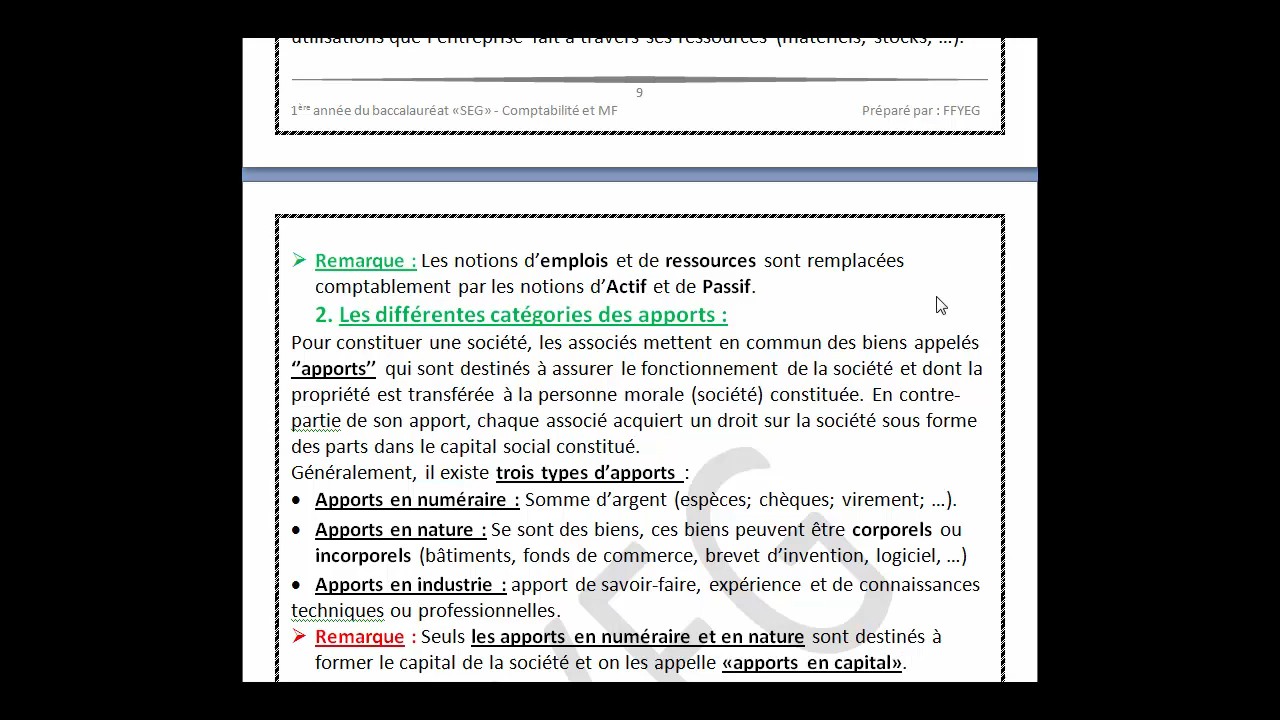 utilisations que l'entreprise fait à travers ses ressources (matériels, stocks, …).
9
1ère année du baccalauréat «SEG» - Comptabilité et MF Préparé par : FFYEG
➢ Remarque : Les notions d’emplois et de ressources sont remplacées
comptablement par les notions d’Actif et de Passif.
2. Les différentes catégories des apports :
Pour constituer une société, les associés mettent en commun des biens appelés
‘’apports’’ qui sont destinés à assurer le fonctionnement de la société et dont la
propriété est transférée à la personne morale (société) constituée. En contre-
partie de son apport, chaque associé acquiert un droit sur la société sous forme
des parts dans le capital social constitué.
Généralement, il existe trois types d’apports :
• Apports en numéraire : Somme d’argent (espèces; chèques; virement; …).
• Apports en nature : Se sont des biens, ces biens peuvent être corporels ou
incorporels (bâtiments, fonds de commerce, brevet d’invention, logiciel, …)
• Apports en industrie : apport de savoir-faire, expérience et de connaissances
techniques ou professionnelles.
➢ Remarque : Seuls les apports en numéraire et en nature sont destinés à
former le capital de la société et on les appelle «apports en capital».